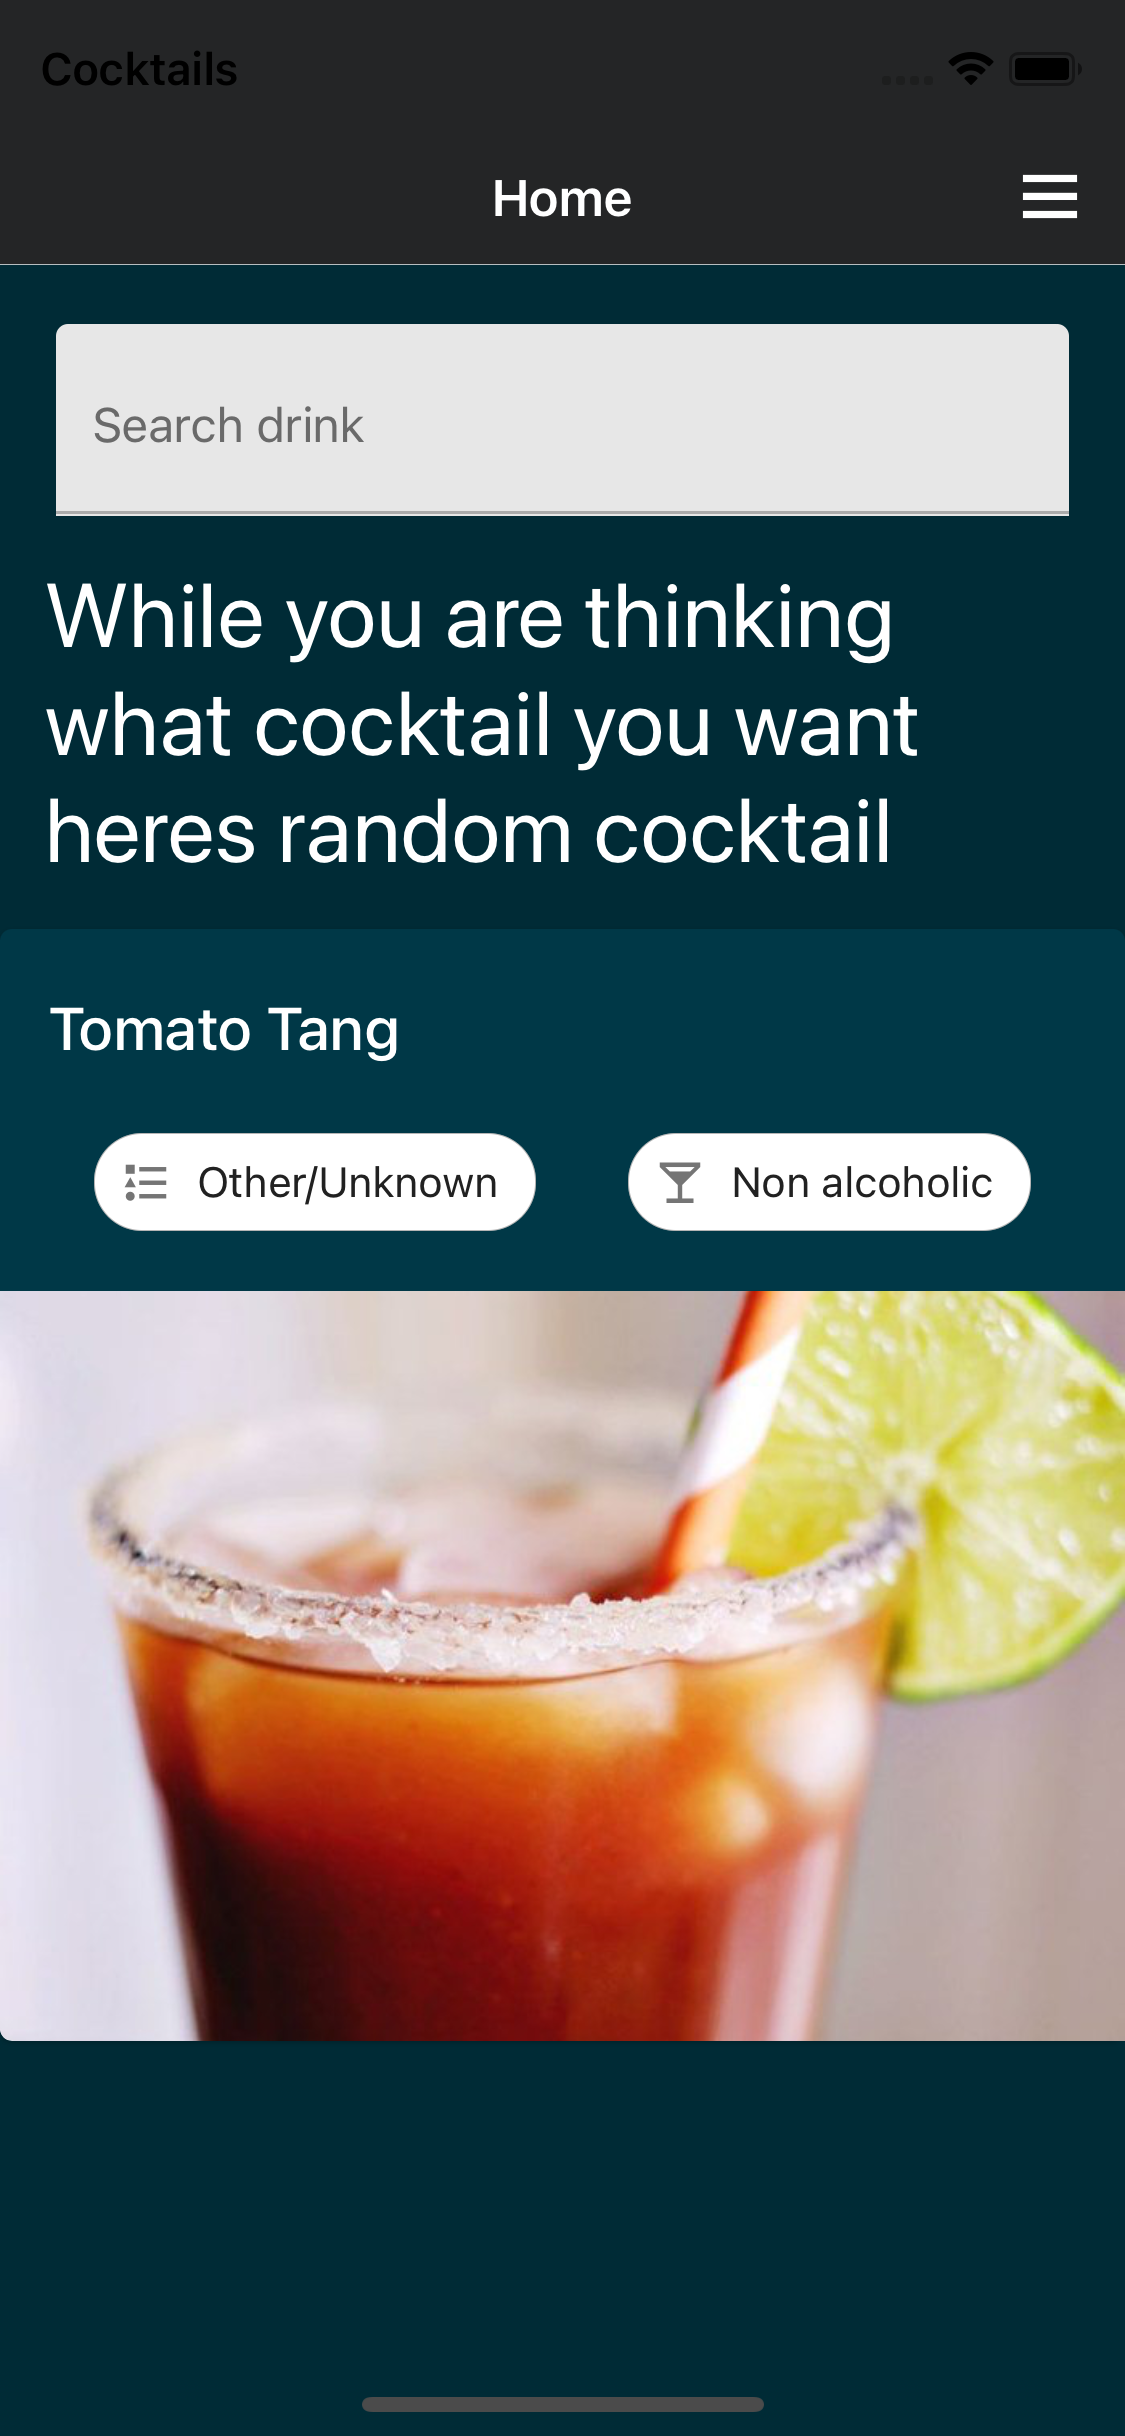 Cocktails
Home
Search drink
While you are thinking
what cocktail you want
heres random cocktail
Tomato Tang
Other/Unknown
Non alcoholic